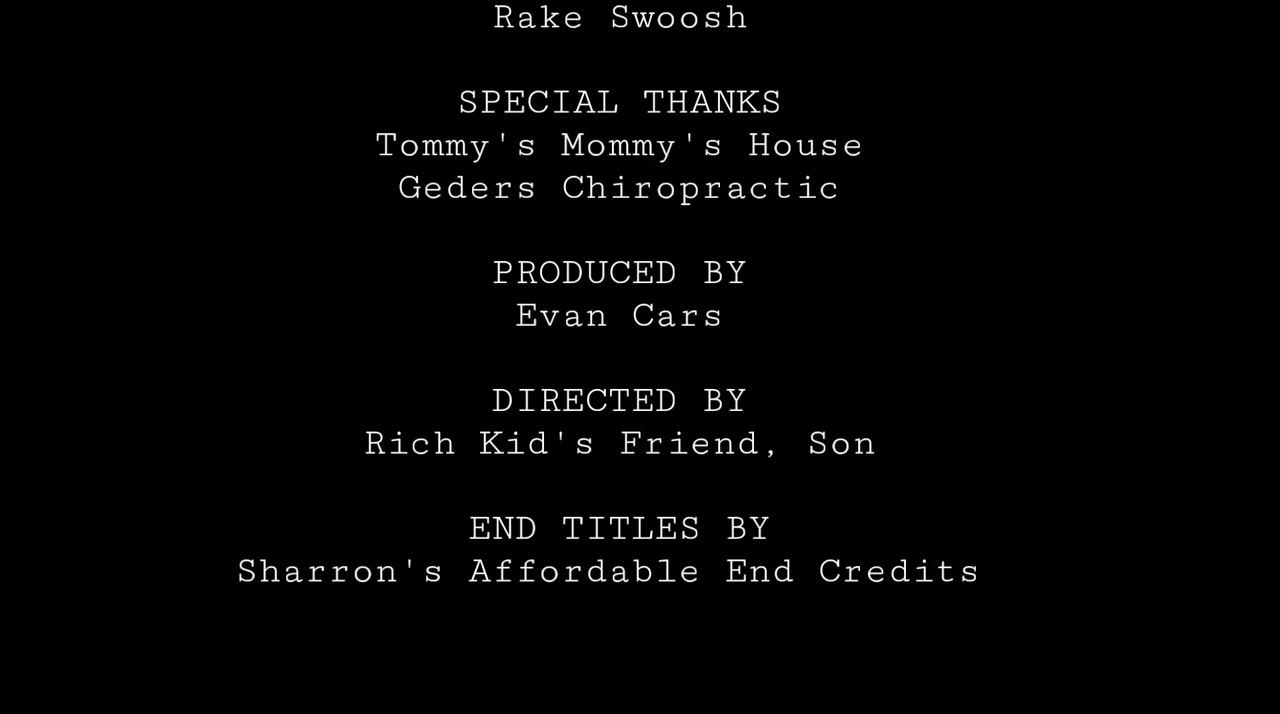 Rake Swoosh
SPECIAL THANKS
Tommy's Mommy's House
Geders Chiropractic
PRODUCED BY
Evan Cars
DIRECTED BY
Rich Kid's Friend, Son
END TITLES BY
Sharron's Affordable End Credits